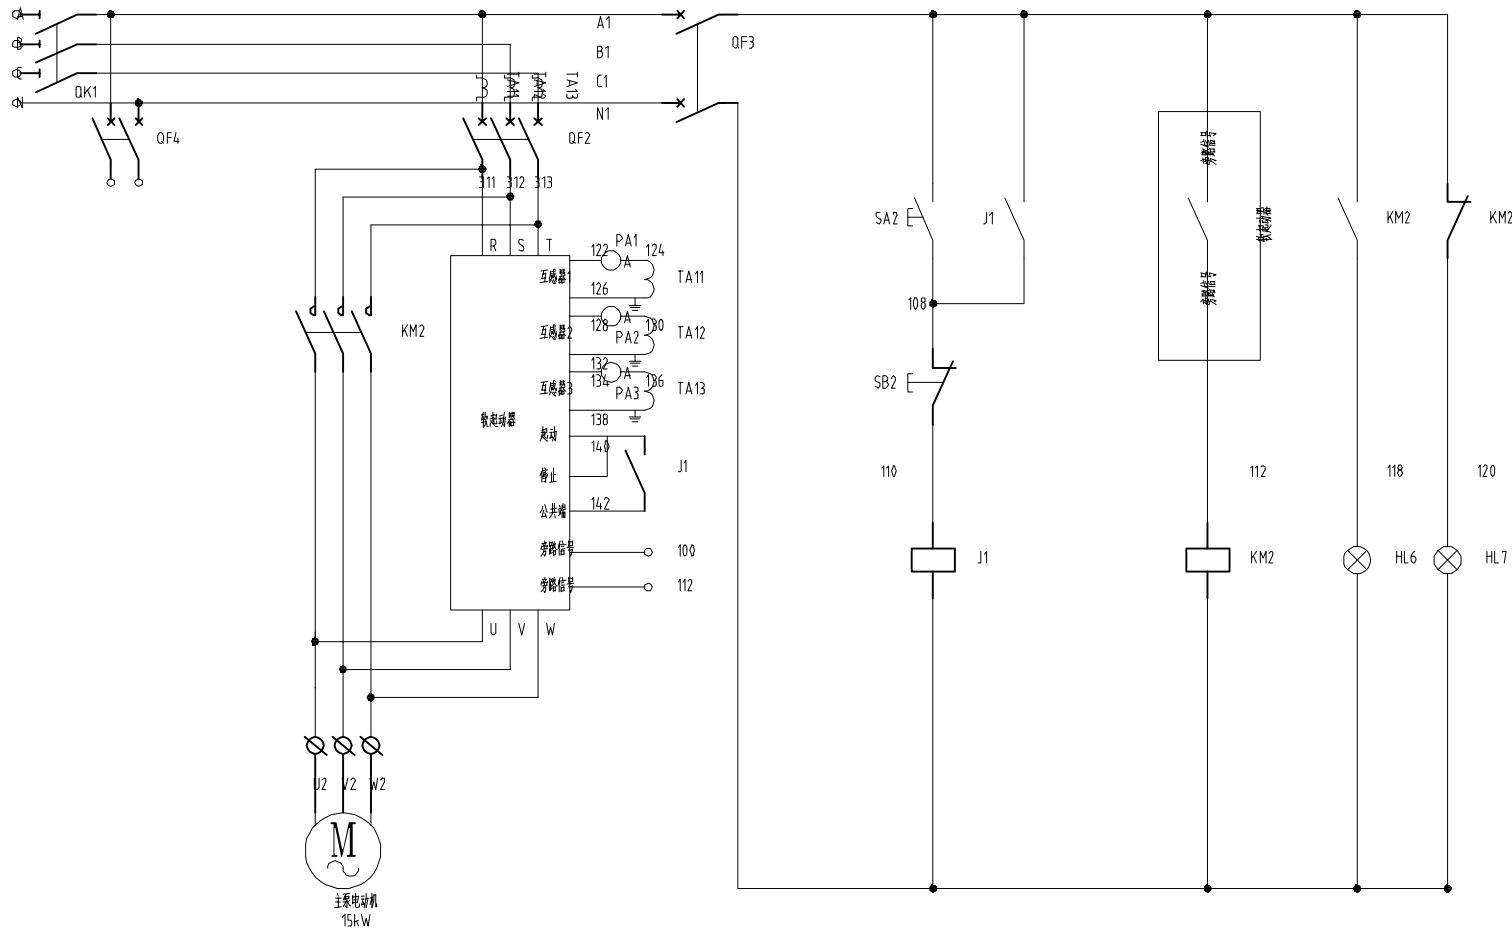 A
B
C
N
QK1
QF4
A1
B1
C1
N1
TA11
TA12
TA13
QF2
QF3
311
312
313
R
S
T
KM2
软起动器
互感器1
互感器2
互感器3
起动
停止
公共端
旁路信号
旁路信号
122
PA1
124
A
126
TA11
128
A
130
PA2
TA12
132
134
A
136
PA3
TA13
138
140
142
J1
100
112
U
V
W
U2
V2
W2
M
主泵电动机
15kW
SA2
J1
108
SB2
110
J1
旁路信号
旁路信号
软起动器
112
KM2
KM2
118
HL6
KM2
120
HL7